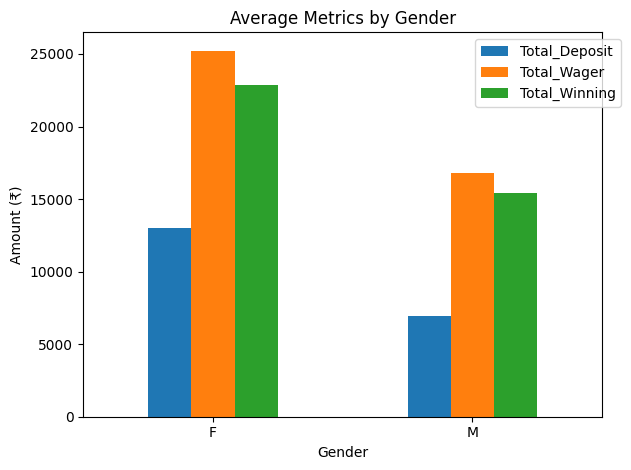 Average Metrics by Gender
Total_Deposit
Total_Wager
Total_Winning
25000
20000
15000
10000
5000
0
Amount (₹)
F
M
Gender